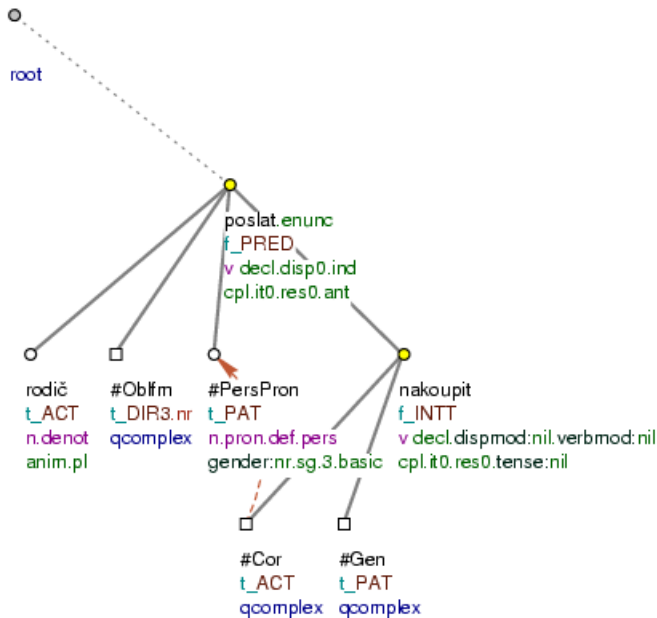 root
poslat.enunc
f_PRED
v decl.disp0.ind
cpl.it0.res0.ant
rodič
t_ACT
n.denot
anim.pl
#Oblfm
t_DIR3.nr
qcomplex
#PersPron
t_PAT
n.pron.def.pers
gender:nr.sg.3.basic
nakoupit
f_INTT
v decl.dispmod:nil.verbmod:nil
cpl.it0.res0.tense:nil
#Cor
t_ACT
qcomplex
#Gen
t_PAT
qcomplex